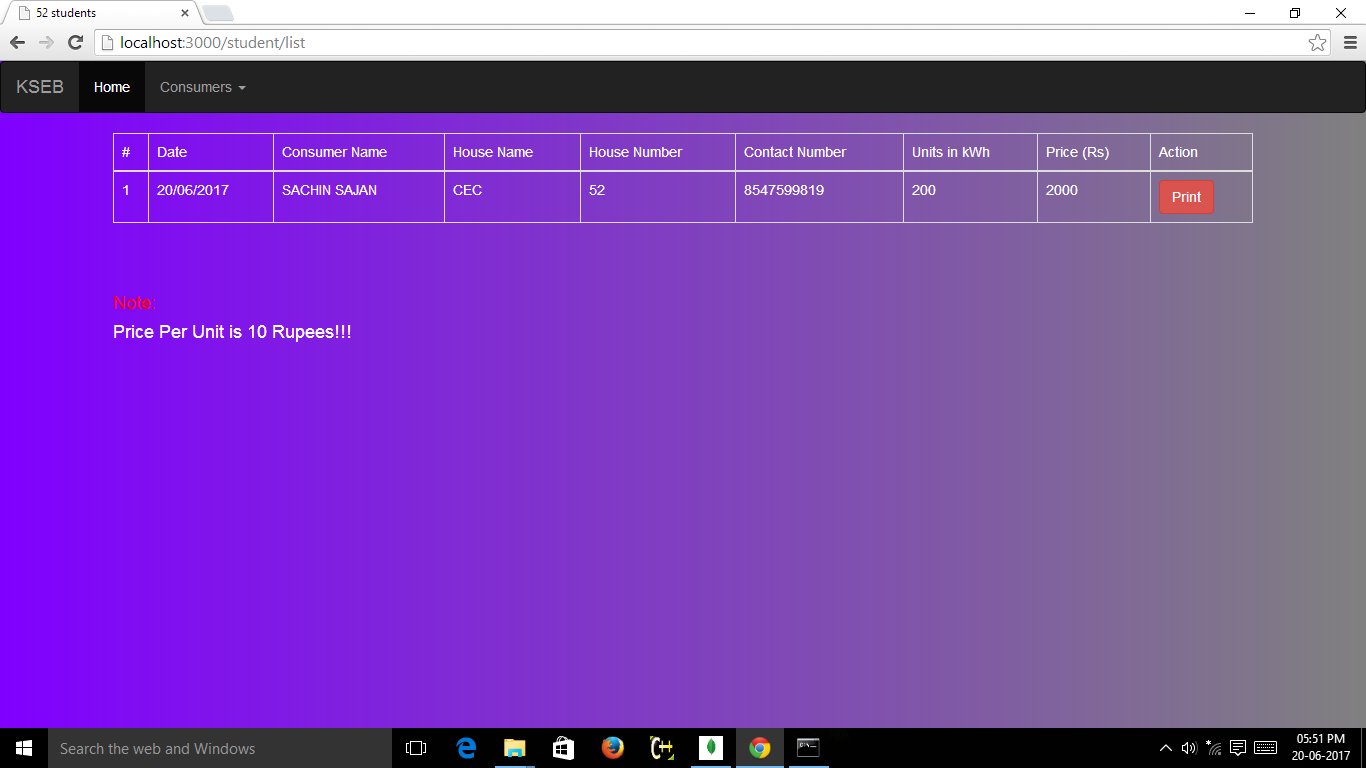 52 students
localhost:3000/student/list
KSEB Home Consumers
# Date Consumer Name House Name House Number Contact Number Units in kWh Price (Rs) Action
1 20/06/2017 SACHIN SAJAN CEC 52 8547599819 200 2000 Print
Note:
Price Per Unit is 10 Rupees!!!
Search the web and Windows
05:51 PM
20-06-2017